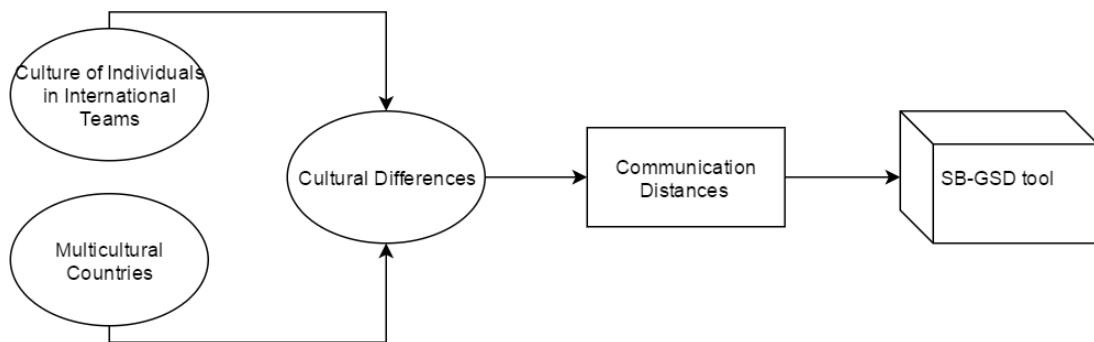 Culture of Individuals
in International
Teams
Multicultural
Countries
Cultural Differences
Communication
Distances
SB-GSD tool